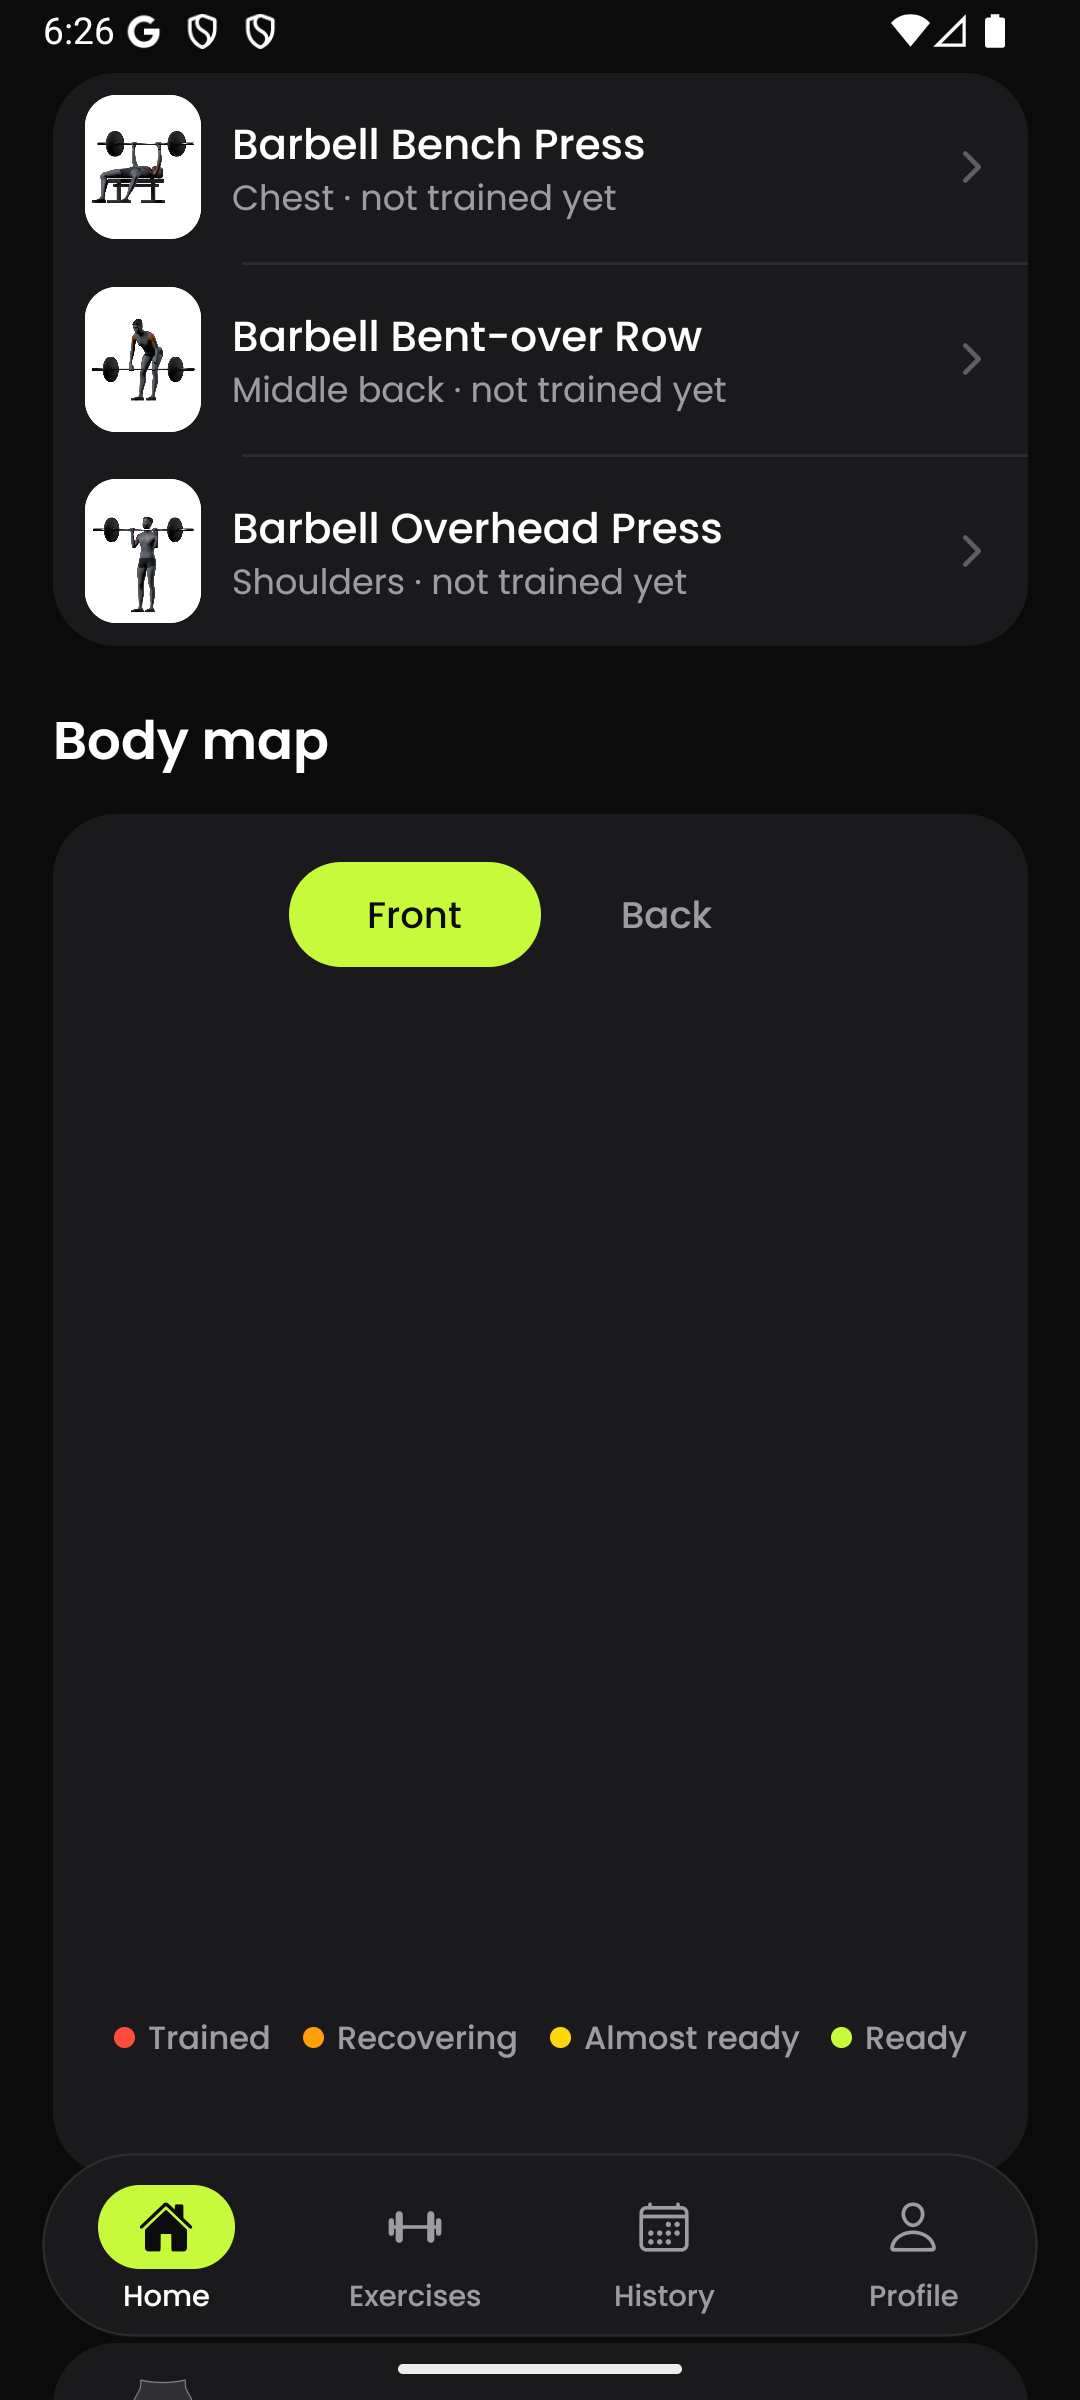 6:26
Barbell Bench Press
Chest · not trained yet
Barbell Bent-over Row
Middle back · not trained yet
Barbell Overhead Press
Shoulders · not trained yet
Body map
Front Back
Trained Recovering Almost ready Ready
Home Exercises History Profile